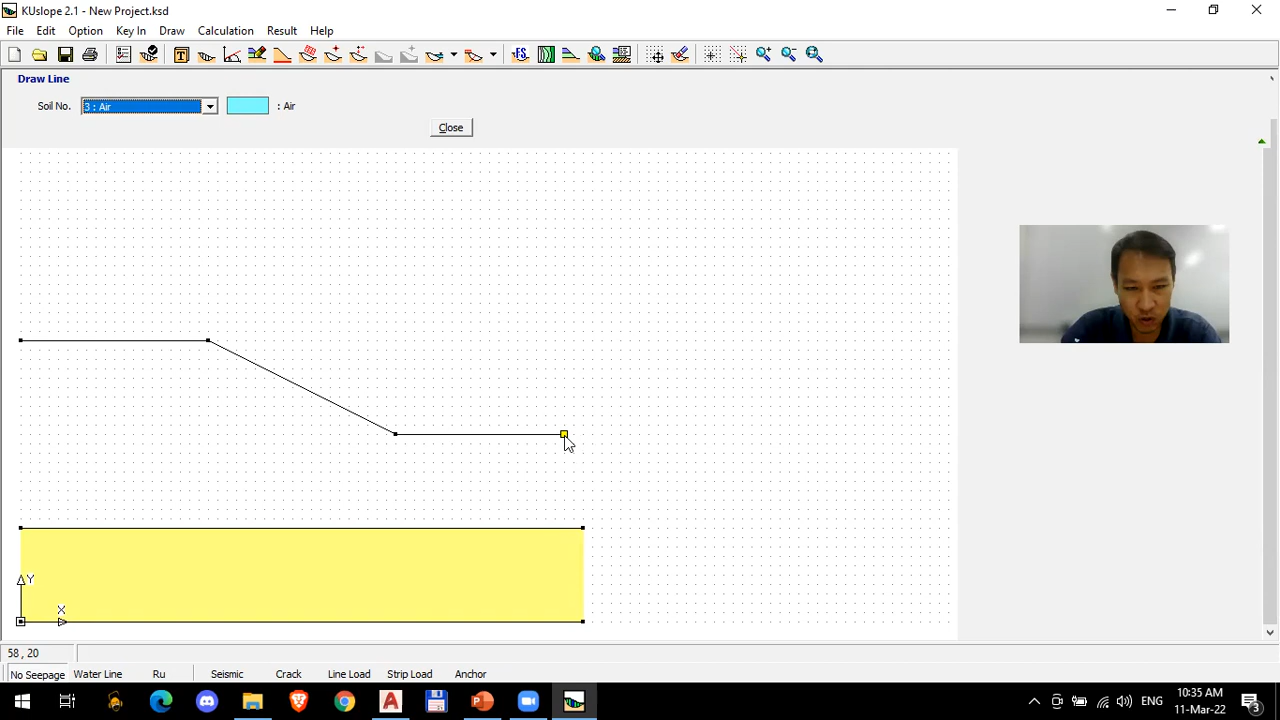 KUslope 2.1 - New Project.ksd
File Edit Option Key In Draw Calculation Result Help
T FS
Draw Line
Soil No. 3 : Air : Air
Close
Y
X
58 , 20
No Seepage Water Line Ru Seismic Crack Line Load Strip Load Anchor
ENG 10:35 AM
11-Mar-22 3